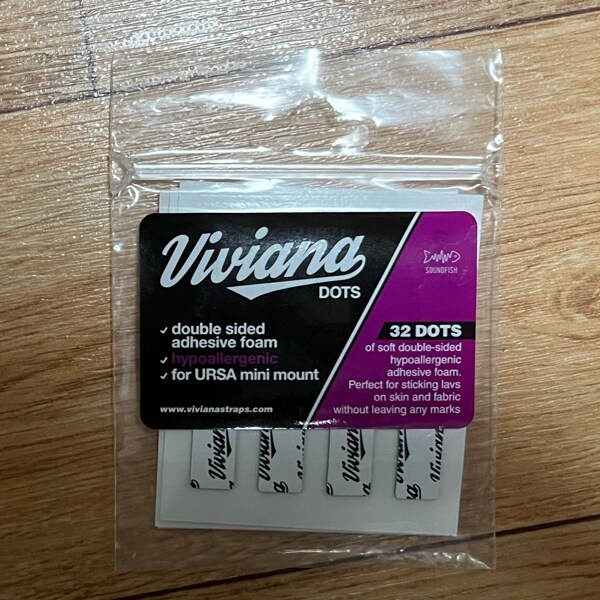 Viviana
DOTS
✓ double sided
adhesive foam
✓ hypoallergenic
✓ for URSA mini mount
www.vivianastraps.com
SOUNDFISH
32 DOTS
of soft double-sided
hypoallergenic
adhesive foam.
Perfect for sticking lavs
on skin and fabric
without leaving any marks
Viviana
Viviana
Viviana
Viviana